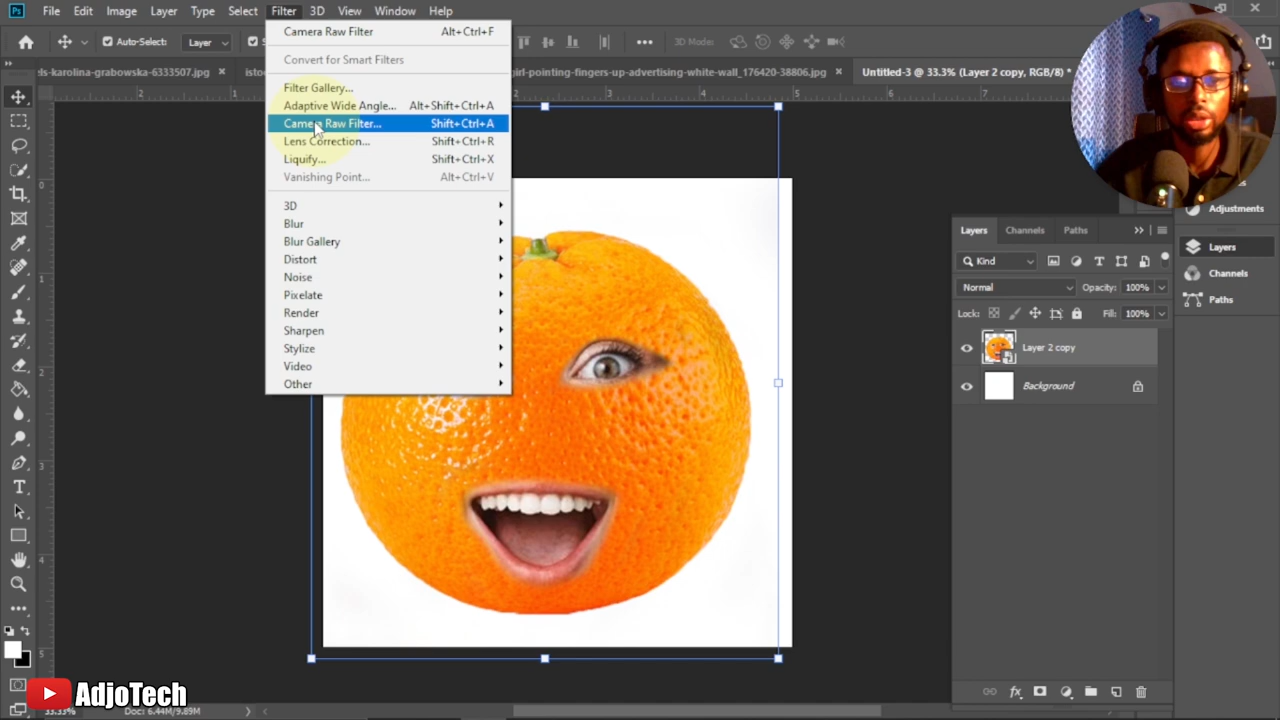 Ps File Edit Image Layer Type Select Filter 3D View Window Help
Auto-Select: Layer
3D Mode:
els-karolina-grabowska-6333507.jpg × istoc
girl-pointing-fingers-up-advertising-white-wall_176420-38806.jpg ×
Untitled-3 @ 33.3% (Layer 2 copy, RGB/8) *
Camera Raw Filter Alt+Ctrl+F
Convert for Smart Filters
Filter Gallery...
Adaptive Wide Angle... Alt+Shift+Ctrl+A
Camera Raw Filter... Shift+Ctrl+A
Lens Correction... Shift+Ctrl+R
Liquify... Shift+Ctrl+X
Vanishing Point... Alt+Ctrl+V
3D
Blur
Blur Gallery
Distort
Noise
Pixelate
Render
Sharpen
Stylize
Video
Other
Adjustments
Layers
Channels
Paths
Layers Channels Paths
Kind
Normal Opacity: 100%
Lock: Fill: 100%
Layer 2 copy
Background
AdjoTech
33.33% Doc: 6.44M/9.89M